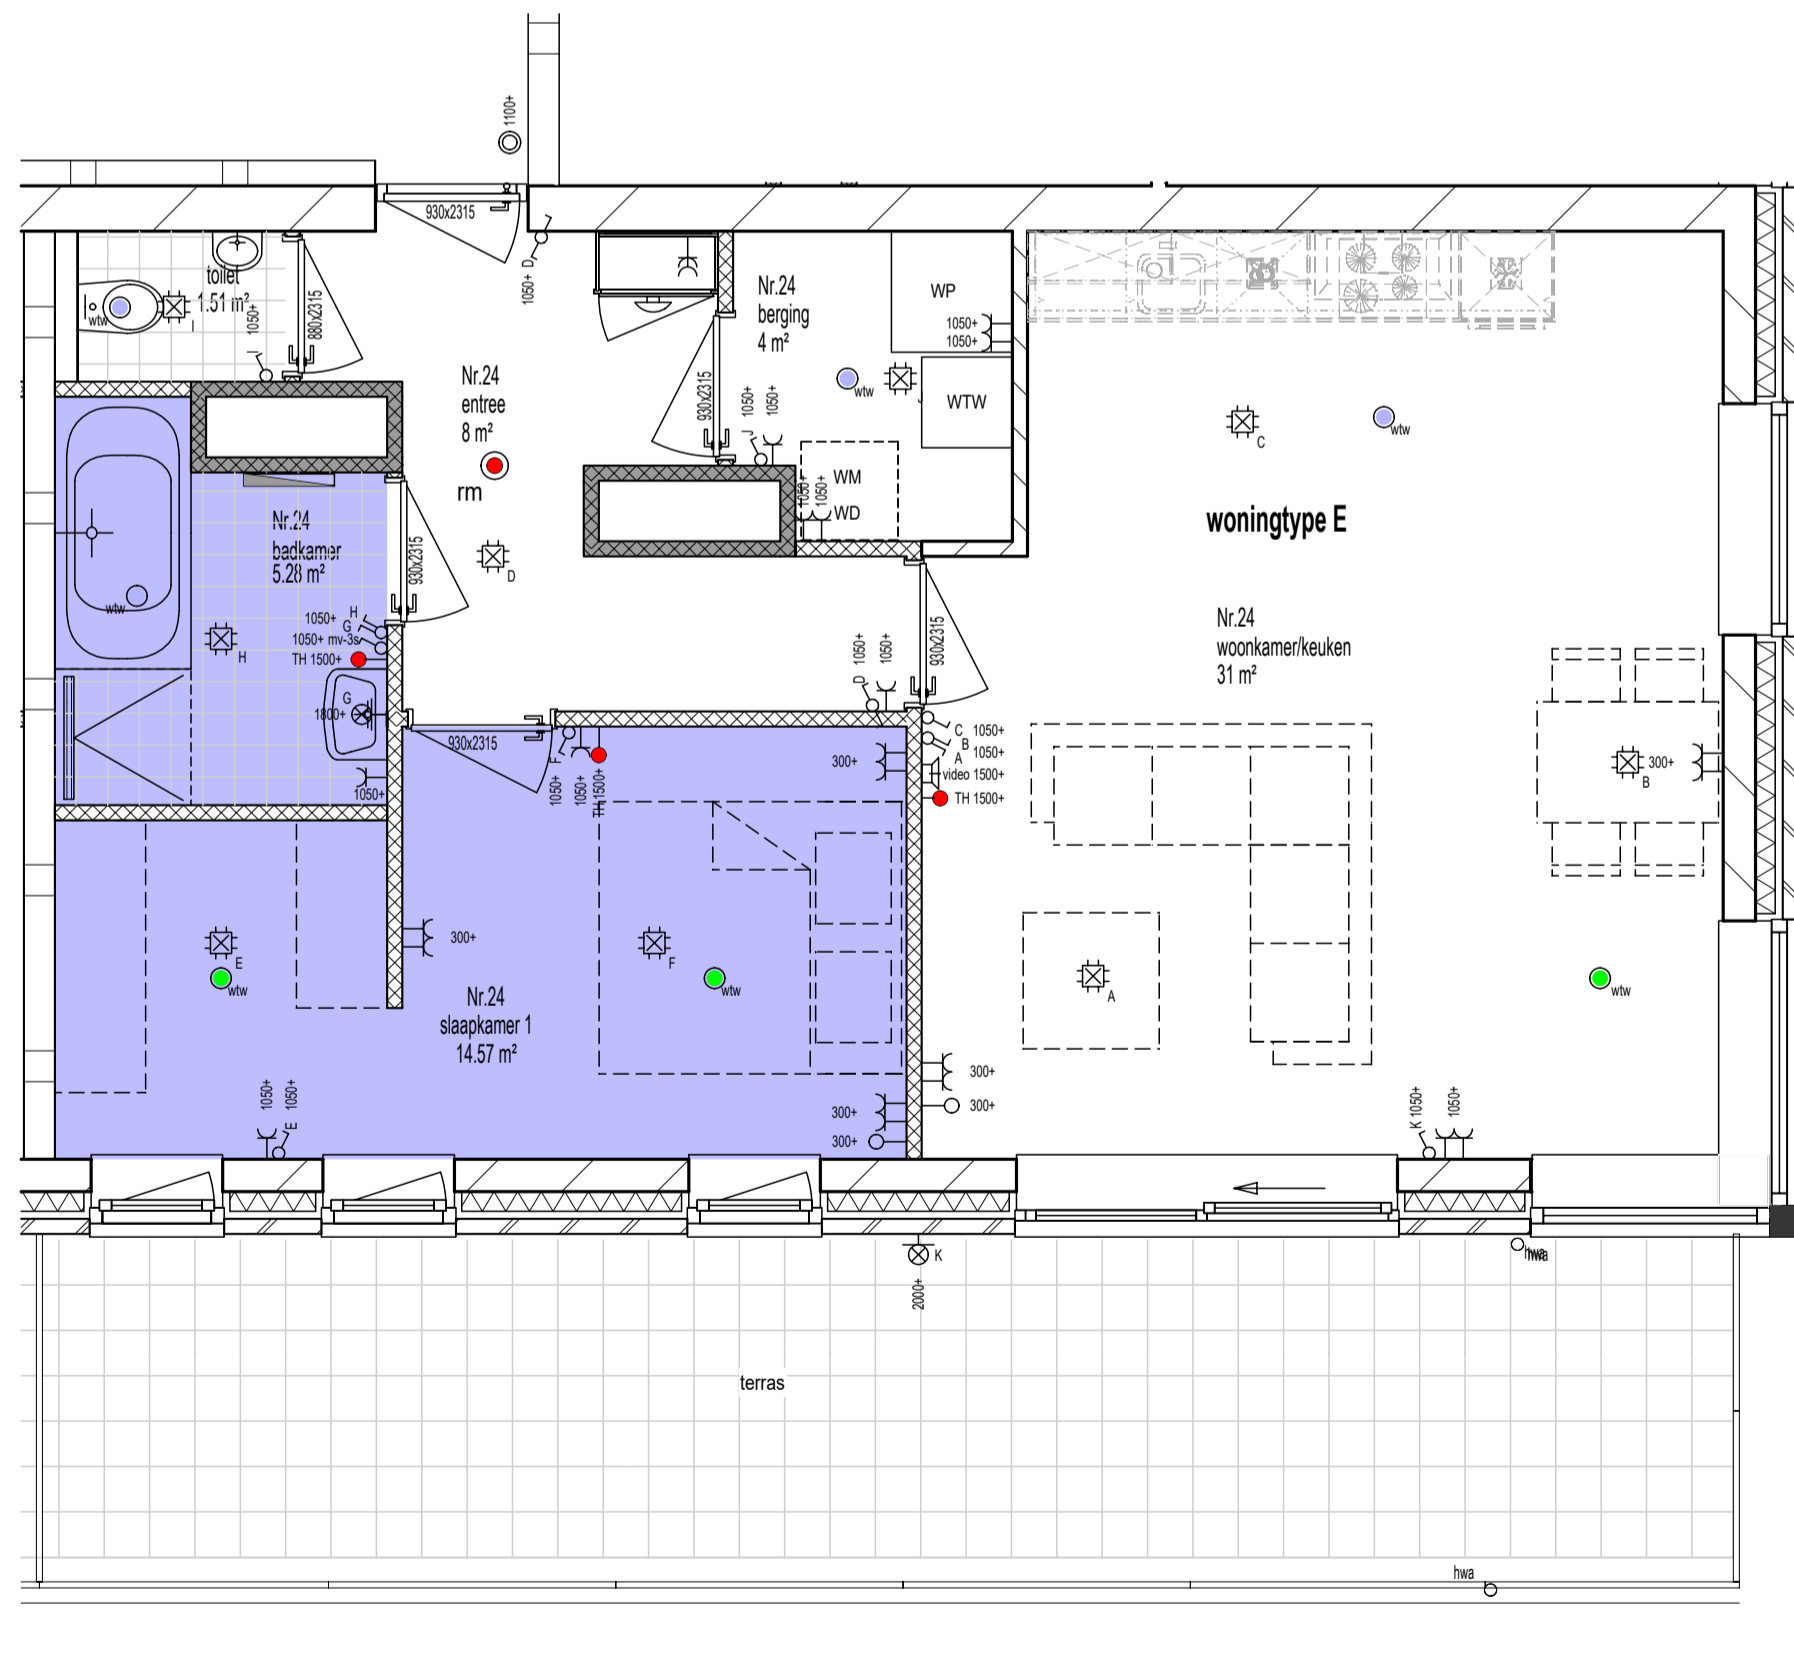 1100+
930x2315
1050+ D
toilet
1.51 m²
wtw
I
1050+
I
880x2315
Nr.24
berging
4 m²
WP
1050+
1050+
WTW
wtw
930x2315
J 1050+
1050+
WM
WD
1050+
1050+
Nr.24
entree
8 m²
rm
D
C
wtw
woningtype E
Nr.24
badkamer
5.28 m²
wtw
H
930x2315
H
1050+
G
1050+ mv-3s
TH 1500+
G
1800+
1050+
Nr.24
woonkamer/keuken
31 m²
930x2315
D 1050+
1050+
C 1050+
B
1050+
A
video 1500+
TH 1500+
300+
B
930x2315
F
1050+
1050+
TH 1500+
300+
300+
E
wtw
F
wtw
A
wtw
Nr.24
slaapkamer 1
14.57 m²
1050+
E 1050+
300+
300+
300+
300+
K 1050+
1050+
K
2000+
hwa
hwa
terras
hwa